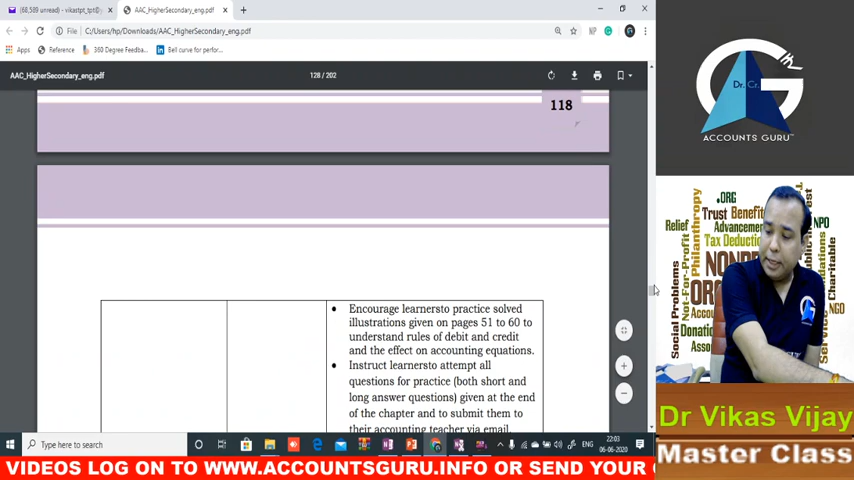 (68,589 unread) - vikastpt_tpt@y
AAC_HigherSecondary_eng.pdf
File
C:/Users/hp/Downloads/AAC_HigherSecondary_eng.pdf
Apps
Reference
360 Degree Feedba...
Bell curve for perfor...
AAC_HigherSecondary_eng.pdf
128 / 202
118
Encourage learnersto practice solved
illustrations given on pages 51 to 60 to
understand rules of debit and credit
and the effect on accounting equations.
Instruct learnersto attempt all
questions for practice (both short and
long answer questions) given at the end
of the chapter and to submit them to
their accounting teacher via email.
Type here to search
ENG
22:03
06-06-2020
Dr. Cr.
ACCOUNTS GURU
.ORG
Relief
Trust
Benefit
Advancement
Tax Deduction
Philanthropy
Not-For-Profit
Social Problems
NPO
Charitable
NGO
Dr Vikas Vijay
Master Class
VIDEOS LOG ON TO WWW.ACCOUNTSGURU.INFO OR SEND YOUR